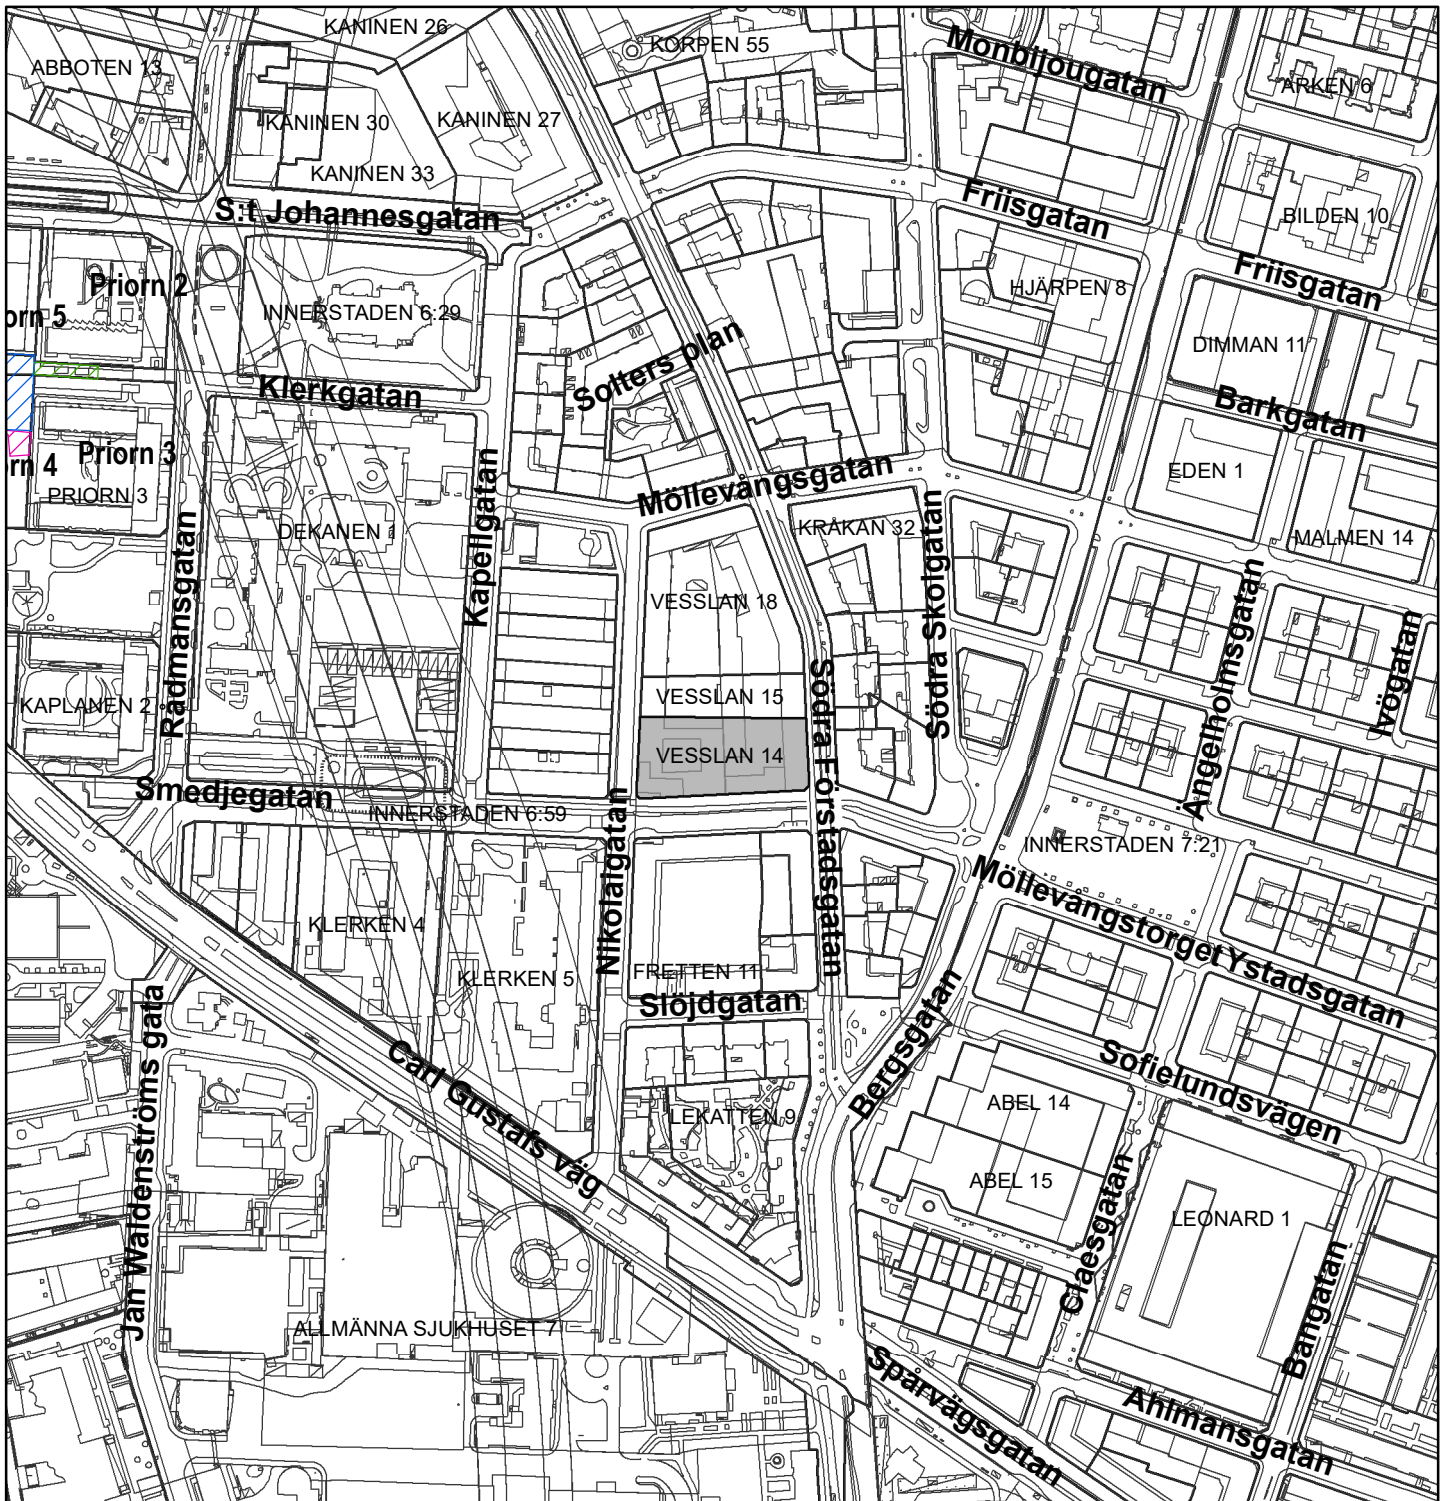 KANINEN 26
KORPEN 55
Monbijougatan
ABBOTEN 13
ARKEN 6
KANINEN 30
KANINEN 27
KANINEN 33
S:t Johannesgatan
Friisgatan
BILDEN 10
Priorn 2
Friisgatan
HJÄRPEN 8
orn 5
INNERSTADEN 6:29
DIMMAN 11
Solters plan
Klerkgatan
Barkgatan
Priorn 3
rn 4
EDEN 1
Möllevångsgatan
PRIORN 3
DEKANEN 1
KRÅKAN 32
MALMEN 14
Kapellgatan
Södra Skolgatan
VESSLAN 18
Rådmansgatan
Ängelholmsgatan
Ivögatan
KAPLANEN 2
VESSLAN 15
Södra Förstadsgatan
VESSLAN 14
Smedjegatan
INNERSTADEN 6:59
INNERSTADEN 7:21
Nikolaigatan
Möllevångstorget
KLERKEN 4
KLERKEN 5
FRETTEN 11
Ystadsgatan
Slöjdgatan
Jan Waldenströms gata
Bergsgatan
Carl Gustafs väg
Sofielundsvägen
ABEL 14
LEKATTEN 9
ABEL 15
Claesgatan
LEONARD 1
Bangatan
ALLMÄNNA SJUKHUSET 7
Spårvägsgatan
Ahlmansgatan